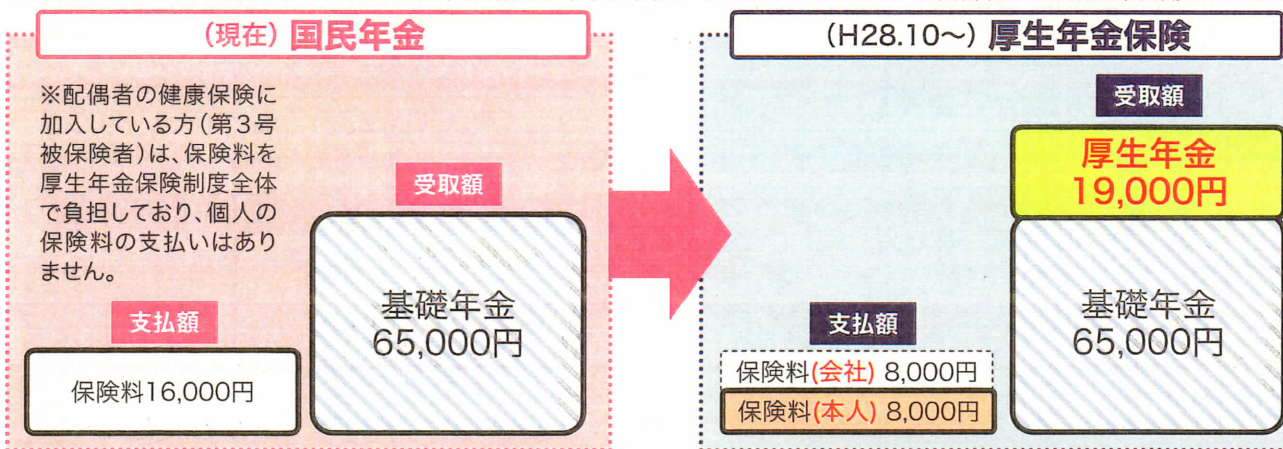 (現在)国民年金
※配偶者の健康保険に
加入している方(第3号
被保険者)は、保険料を
厚生年金保険制度全体
で負担しており、個人の
保険料の支払いはあり
ません。
支払額
保険料16,000円
受取額
基礎年金
65,000円
(H28.10~)厚生年金保険
支払額
保険料(会社) 8,000円
保険料(本人) 8,000円
受取額
厚生年金
19,000円
基礎年金
65,000円